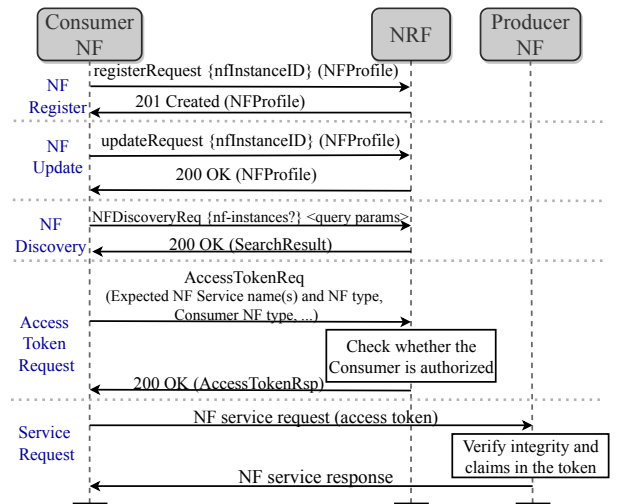 Consumer
NF
NRF
Producer
NF
registerRequest {nfInstanceID} (NFProfile)
NF
Register
201 Created (NFProfile)
updateRequest {nfInstanceID} (NFProfile)
NF
Update
200 OK (NFProfile)
NFDiscoveryReq {nf-instances?} <query params>
NF
Discovery
200 OK (SearchResult)
AccessTokenReq
(Expected NF Service name(s) and NF type,
Consumer NF type, ...)
Access
Token
Request
Check whether the
Consumer is authorized
200 OK (AccessTokenRsp)
NF service request (access token)
Service
Request
Verify integrity and
claims in the token
NF service response